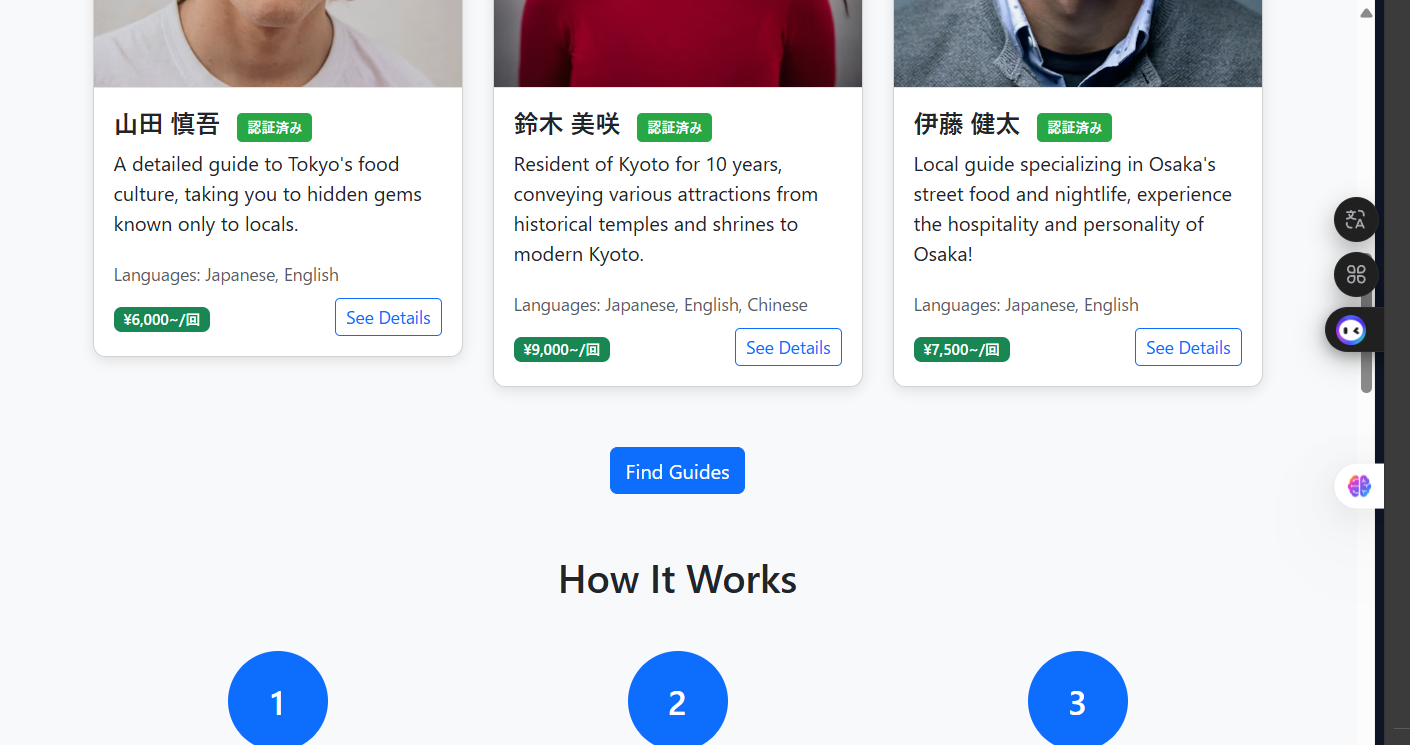 山田 慎吾 認証済み
A detailed guide to Tokyo's food
culture, taking you to hidden gems
known only to locals.
Languages: Japanese, English
¥6,000~/回 See Details
鈴木 美咲 認証済み
Resident of Kyoto for 10 years,
conveying various attractions from
historical temples and shrines to
modern Kyoto.
Languages: Japanese, English, Chinese
¥9,000~/回 See Details
伊藤 健太 認証済み
Local guide specializing in Osaka's
street food and nightlife, experience
the hospitality and personality of
Osaka!
Languages: Japanese, English
¥7,500~/回 See Details
Find Guides
How It Works
1
2
3